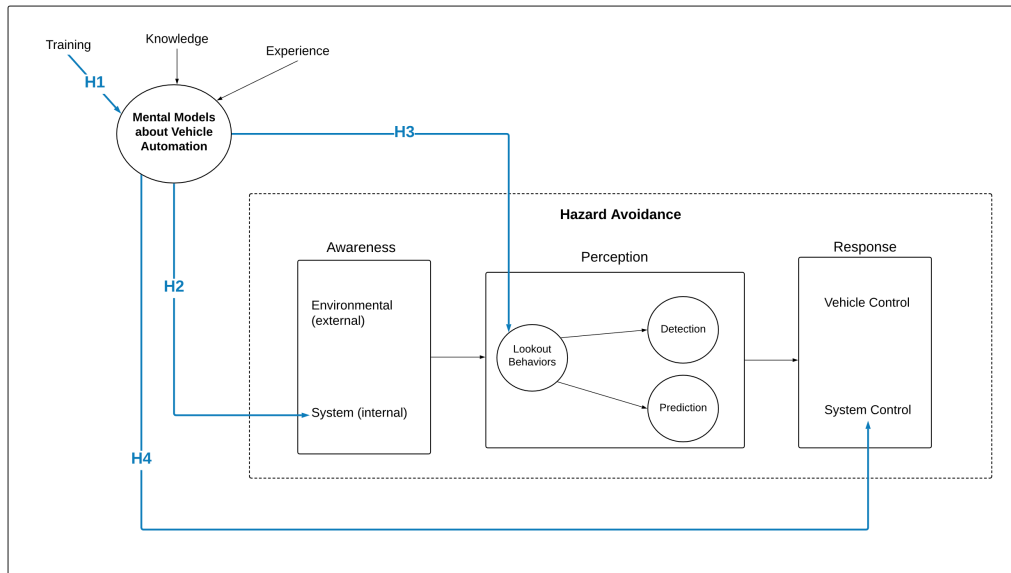 Training
Knowledge
Experience
H1
Mental Models
about Vehicle
Automation
H3
Hazard Avoidance
Awareness
Perception
Response
H2
Environmental
(external)
Vehicle Control
Lookout
Behaviors
Detection
Prediction
System (internal)
System Control
H4